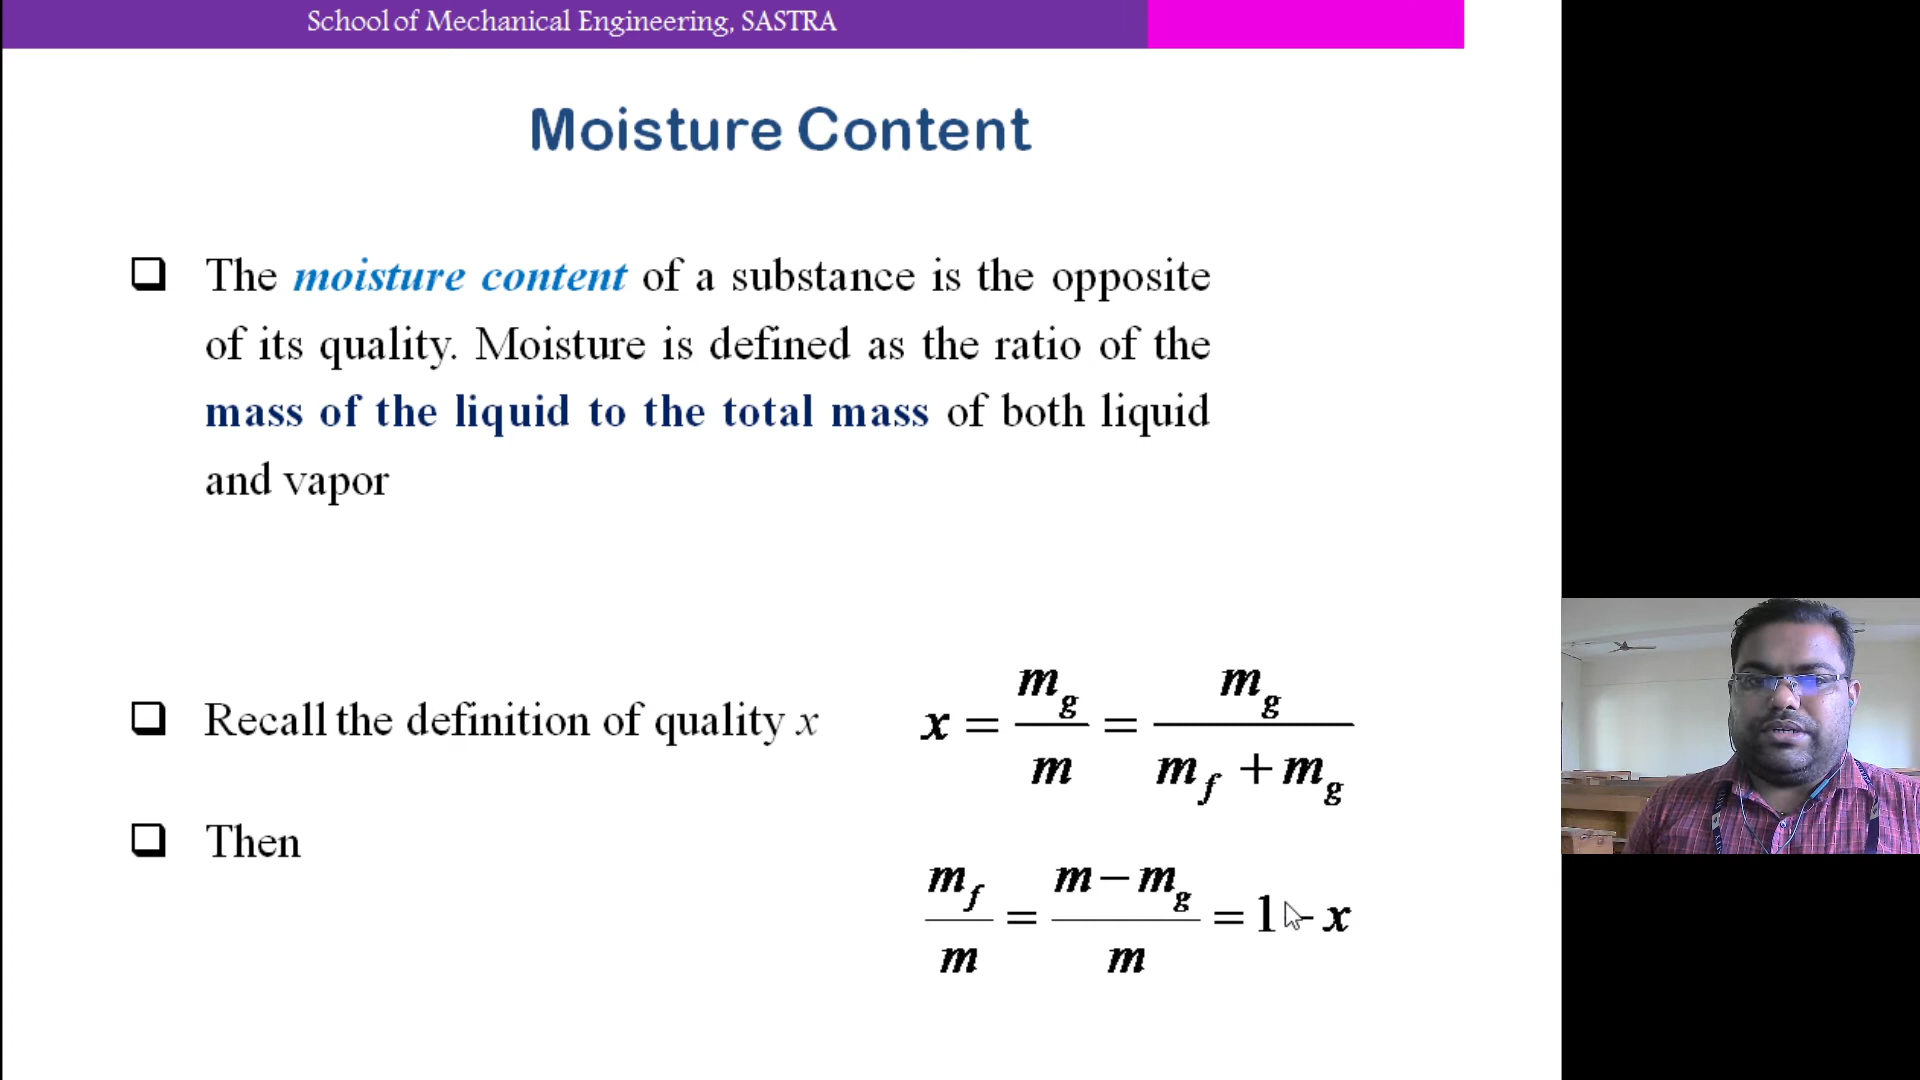 School of Mechanical Engineering, SASTRA
Moisture Content
The moisture content of a substance is the opposite
of its quality. Moisture is defined as the ratio of the
mass of the liquid to the total mass of both liquid
and vapor
Recall the definition of quality x
x = m_g / m = m_g / (m_f + m_g)
Then
m_f / m = (m − m_g) / m = 1 − x